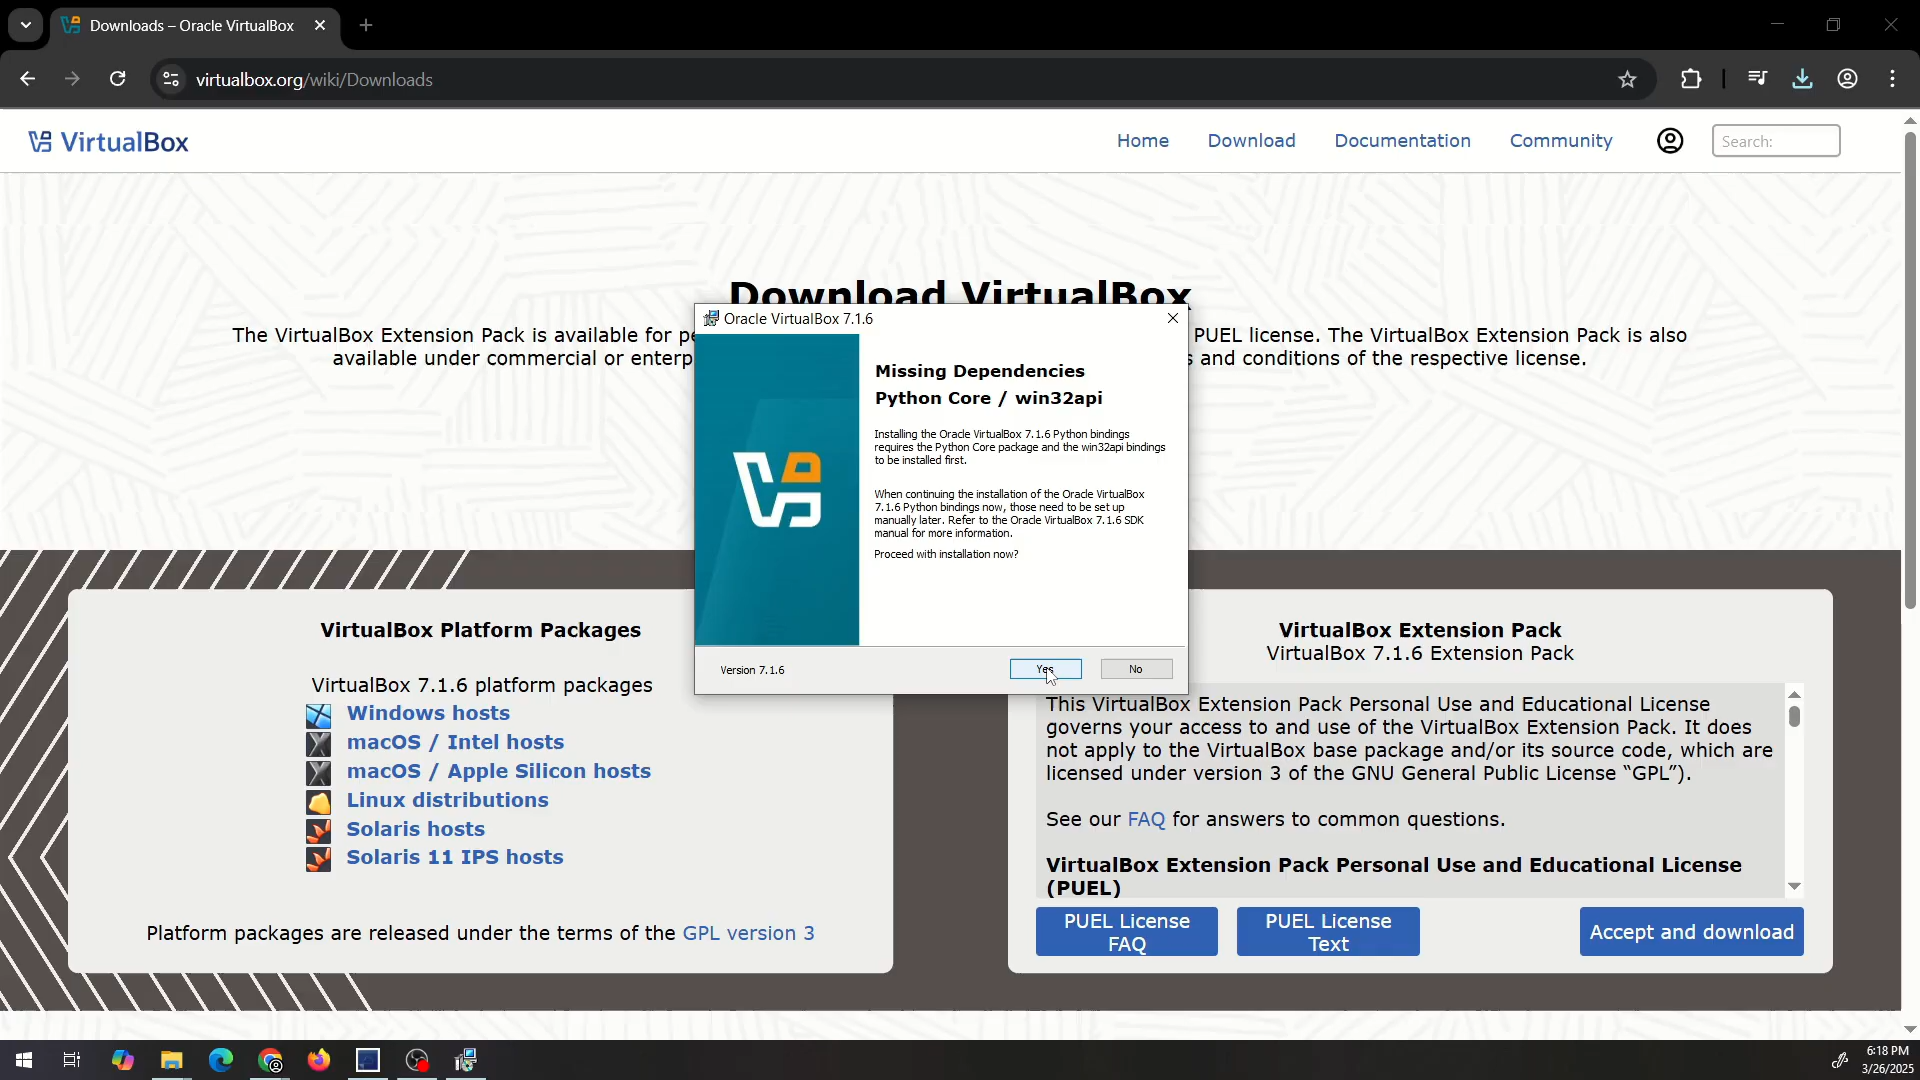 Downloads – Oracle VirtualBox
virtualbox.org/wiki/Downloads
VirtualBox
Home
Download
Documentation
Community
Search:
Download VirtualBox
The VirtualBox Extension Pack is available for pe
PUEL license. The VirtualBox Extension Pack is also
available under commercial or enterp
and conditions of the respective license.
Oracle VirtualBox 7.1.6
Missing Dependencies
Python Core / win32api
Installing the Oracle VirtualBox 7.1.6 Python bindings
requires the Python Core package and the win32api bindings
to be installed first.
When continuing the installation of the Oracle VirtualBox
7.1.6 Python bindings now, those need to be set up
manually later. Refer to the Oracle VirtualBox 7.1.6 SDK
manual for more information.
Proceed with installation now?
Version 7.1.6
Yes
No
VirtualBox Platform Packages
VirtualBox 7.1.6 platform packages
Windows hosts
macOS / Intel hosts
macOS / Apple Silicon hosts
Linux distributions
Solaris hosts
Solaris 11 IPS hosts
Platform packages are released under the terms of the GPL version 3
VirtualBox Extension Pack
VirtualBox 7.1.6 Extension Pack
This VirtualBox Extension Pack Personal Use and Educational License
governs your access to and use of the VirtualBox Extension Pack. It does
not apply to the VirtualBox base package and/or its source code, which are
licensed under version 3 of the GNU General Public License “GPL”).
See our FAQ for answers to common questions.
VirtualBox Extension Pack Personal Use and Educational License
(PUEL)
PUEL License
FAQ
PUEL License
Text
Accept and download
6:18 PM
3/26/2025